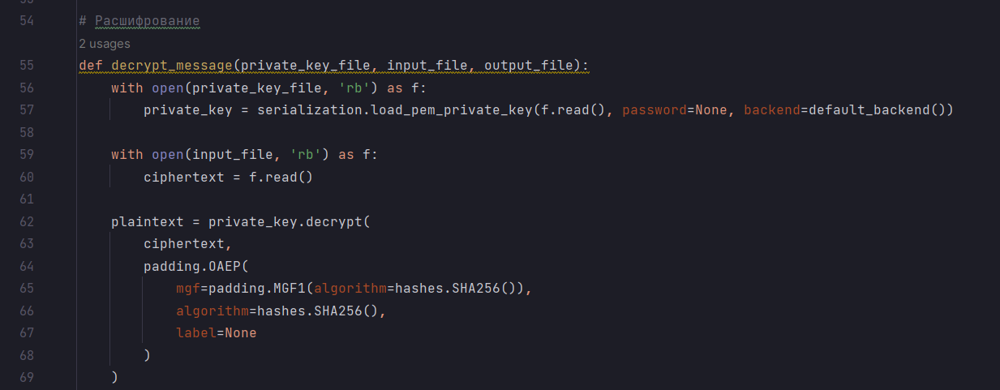 54 # Расшифрование
2 usages
55 def decrypt_message(private_key_file, input_file, output_file):
56 with open(private_key_file, 'rb') as f:
57 private_key = serialization.load_pem_private_key(f.read(), password=None, backend=default_backend())
58
59 with open(input_file, 'rb') as f:
60 ciphertext = f.read()
61
62 plaintext = private_key.decrypt(
63 ciphertext,
64 padding.OAEP(
65 mgf=padding.MGF1(algorithm=hashes.SHA256()),
66 algorithm=hashes.SHA256(),
67 label=None
68 )
69 )